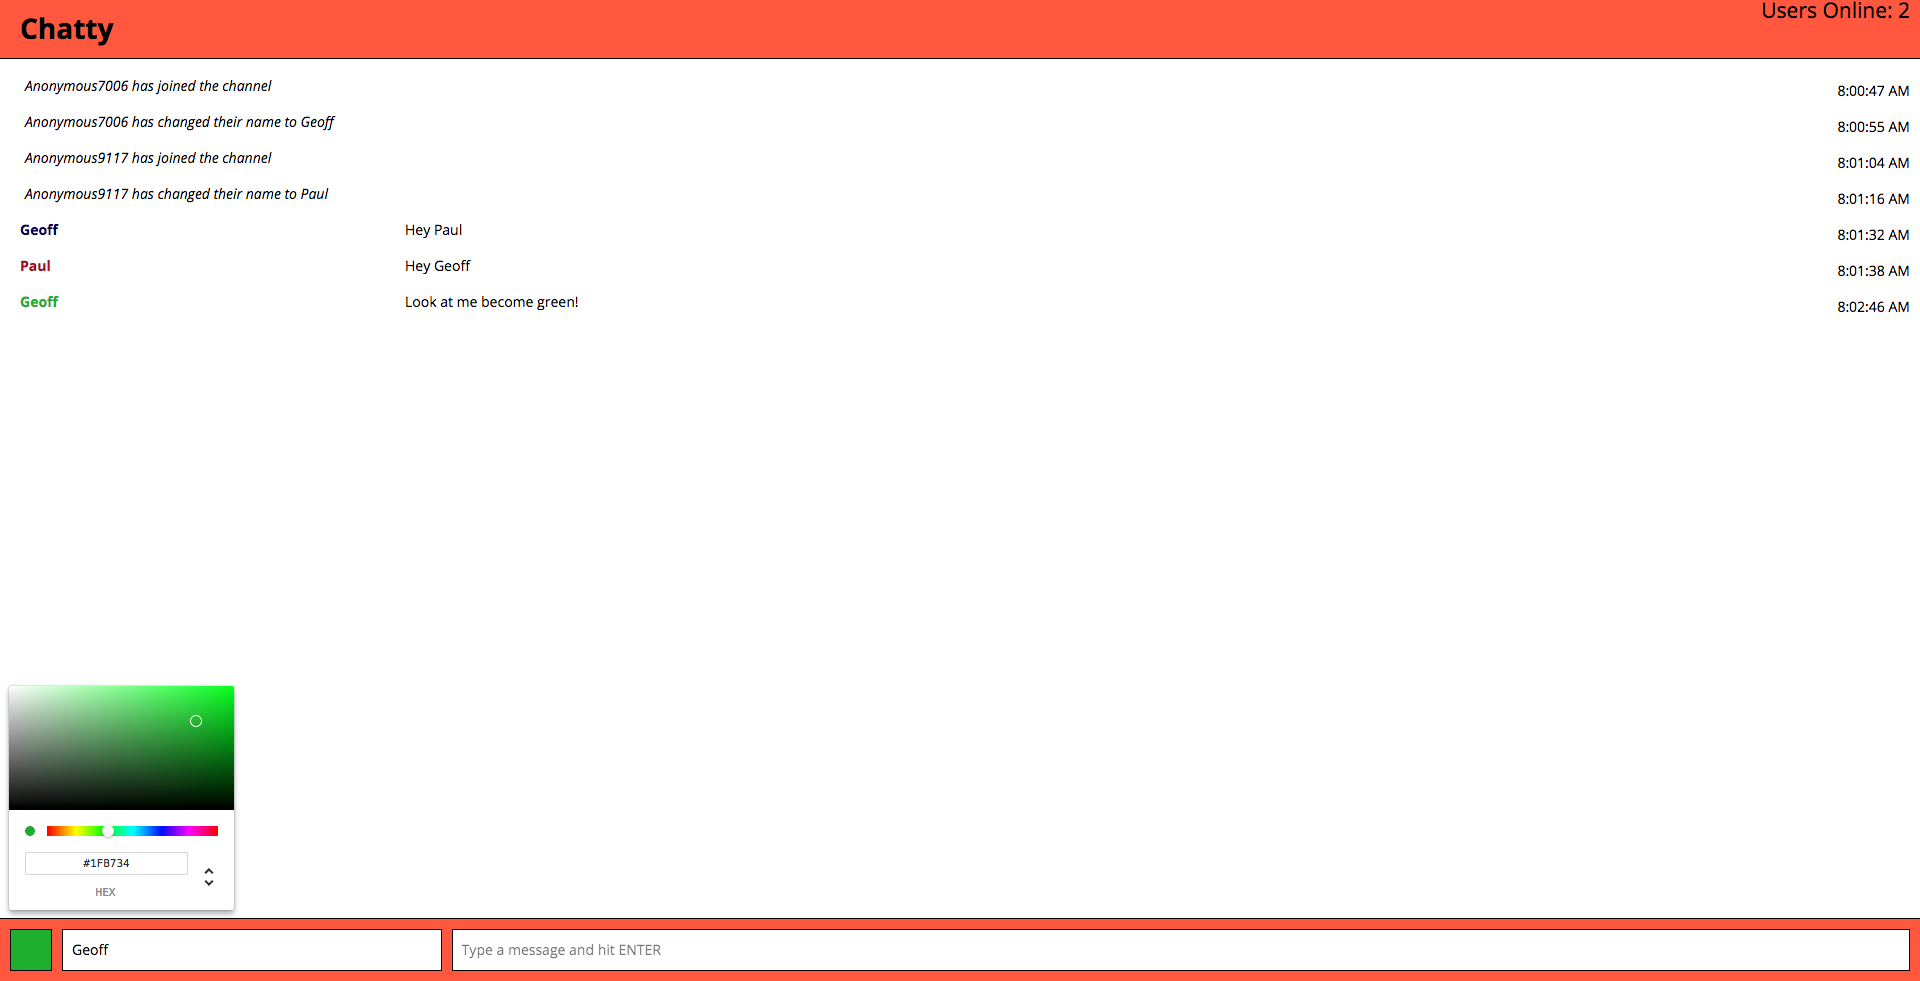 Chatty
Users Online: 2
Anonymous7006 has joined the channel 8:00:47 AM
Anonymous7006 has changed their name to Geoff 8:00:55 AM
Anonymous9117 has joined the channel 8:01:04 AM
Anonymous9117 has changed their name to Paul 8:01:16 AM
Geoff Hey Paul 8:01:32 AM
Paul Hey Geoff 8:01:38 AM
Geoff Look at me become green! 8:02:46 AM
#1FB734
HEX
Geoff Type a message and hit ENTER